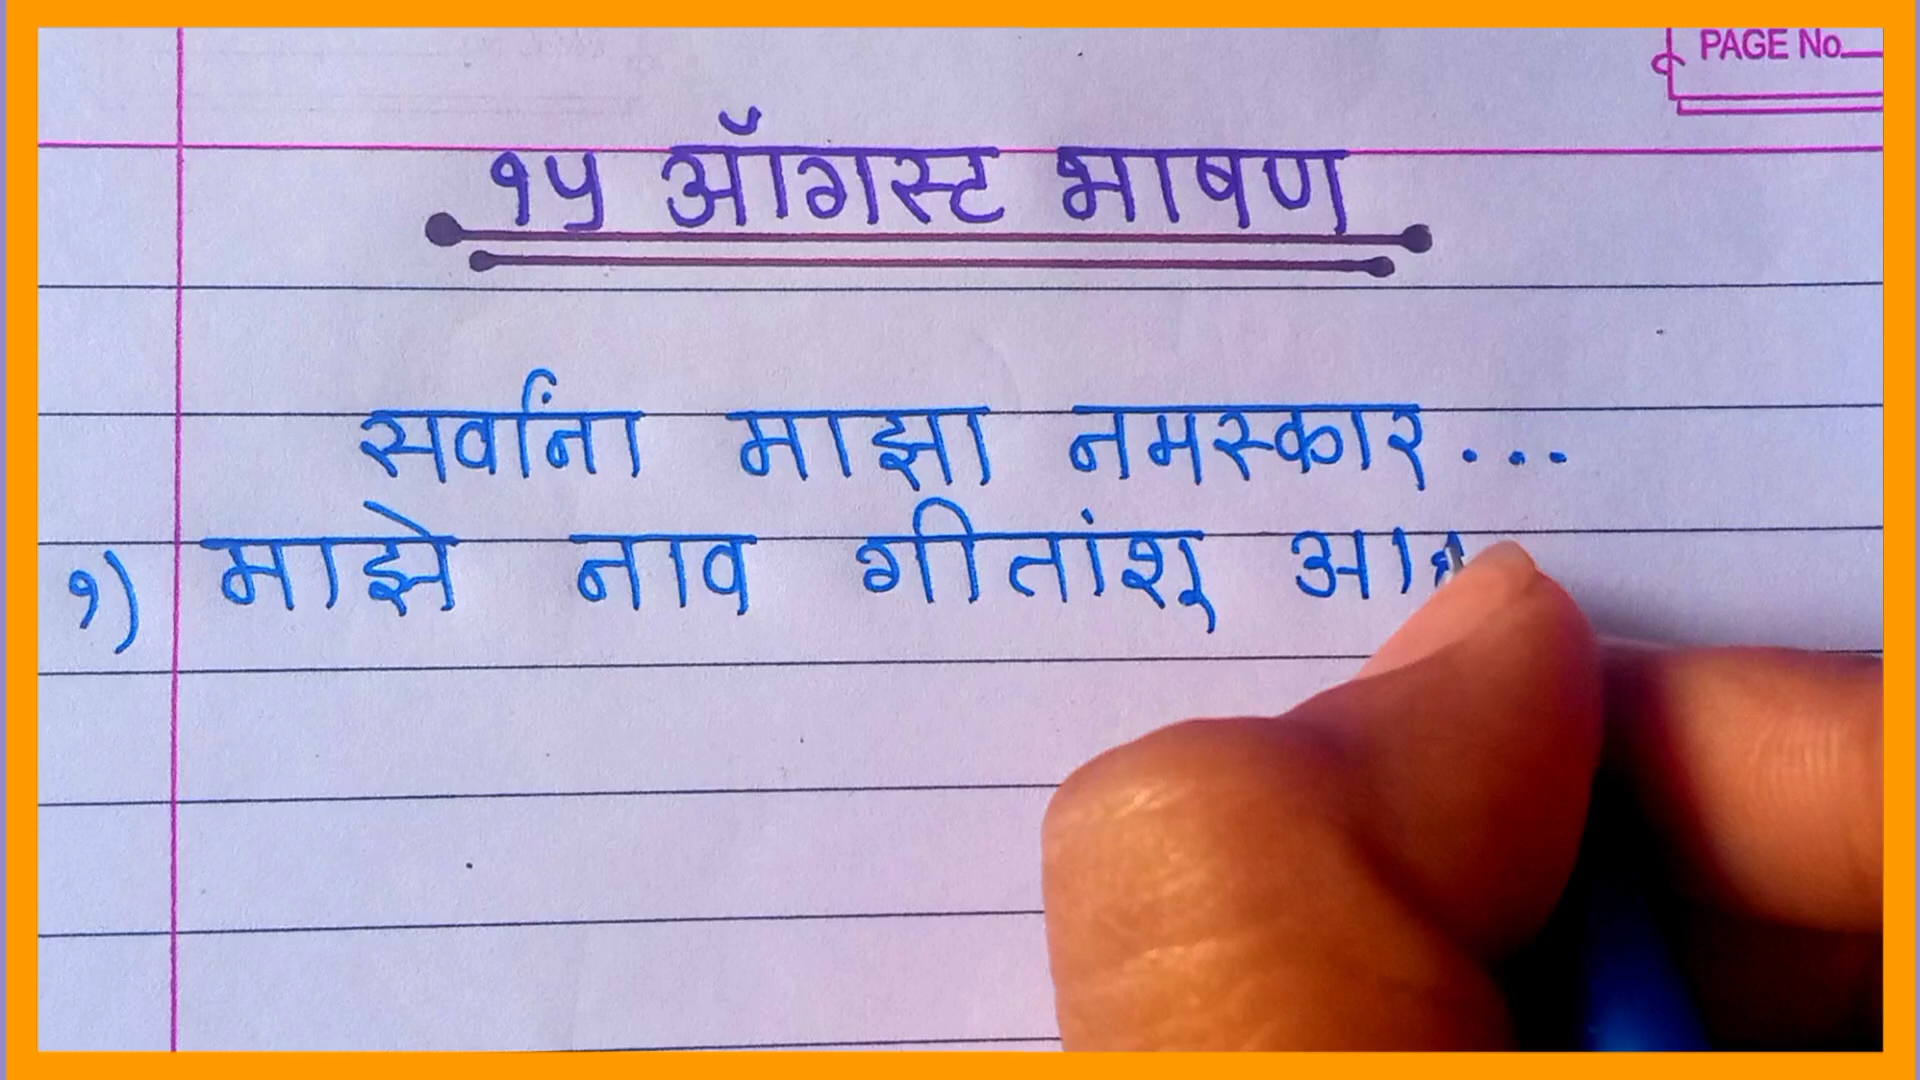 PAGE No.
१५ ऑगस्ट भाषण
सर्वांना माझा नमस्कार...
१) माझे नाव गीतांशू